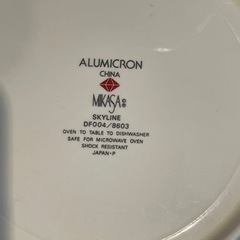 ALUMICRON
CHINA
MIKASA®
SKYLINE
DF004/8603
OVEN TO TABLE TO DISHWASHER
SAFE FOR MICROWAVE OVEN
SHOCK RESISTANT
JAPAN-P